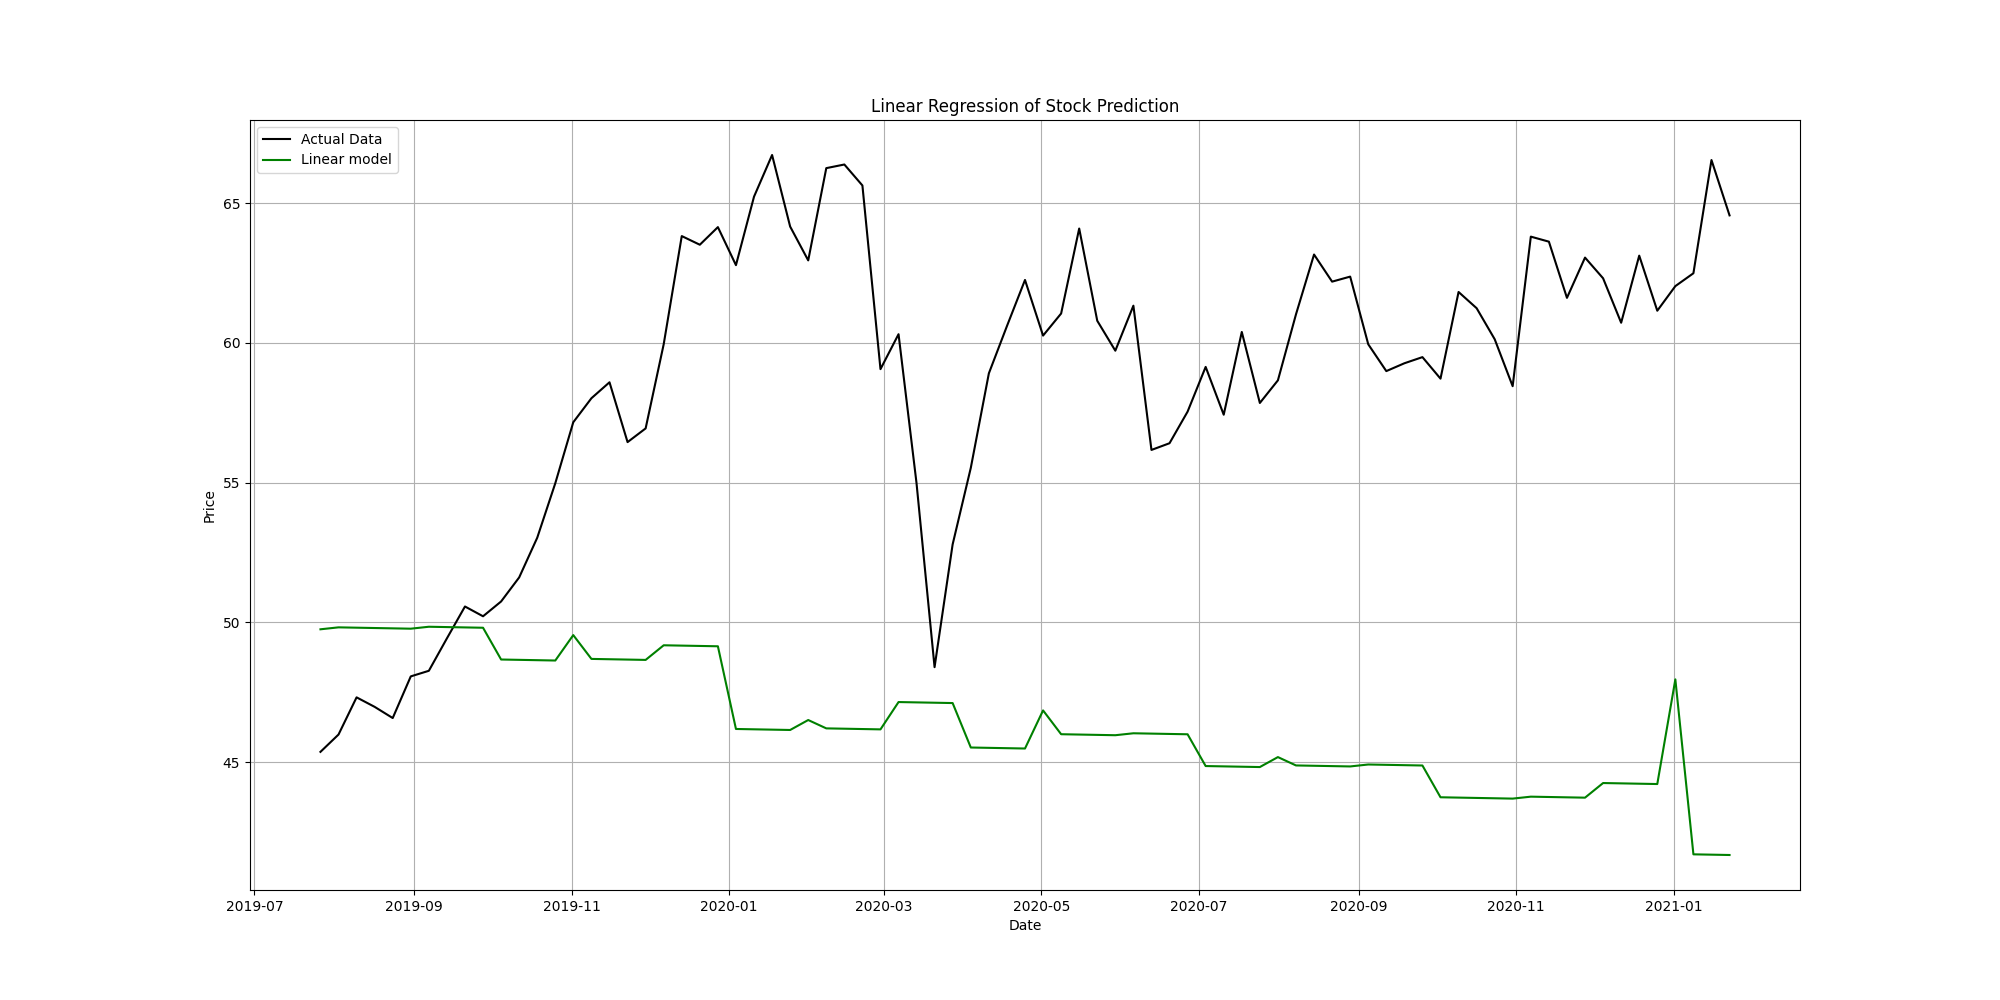 Linear Regression of Stock Prediction
Actual Data
Linear model
65
60
55
50
45
Price
2019-07 2019-09 2019-11 2020-01 2020-03 2020-05 2020-07 2020-09 2020-11 2021-01
Date